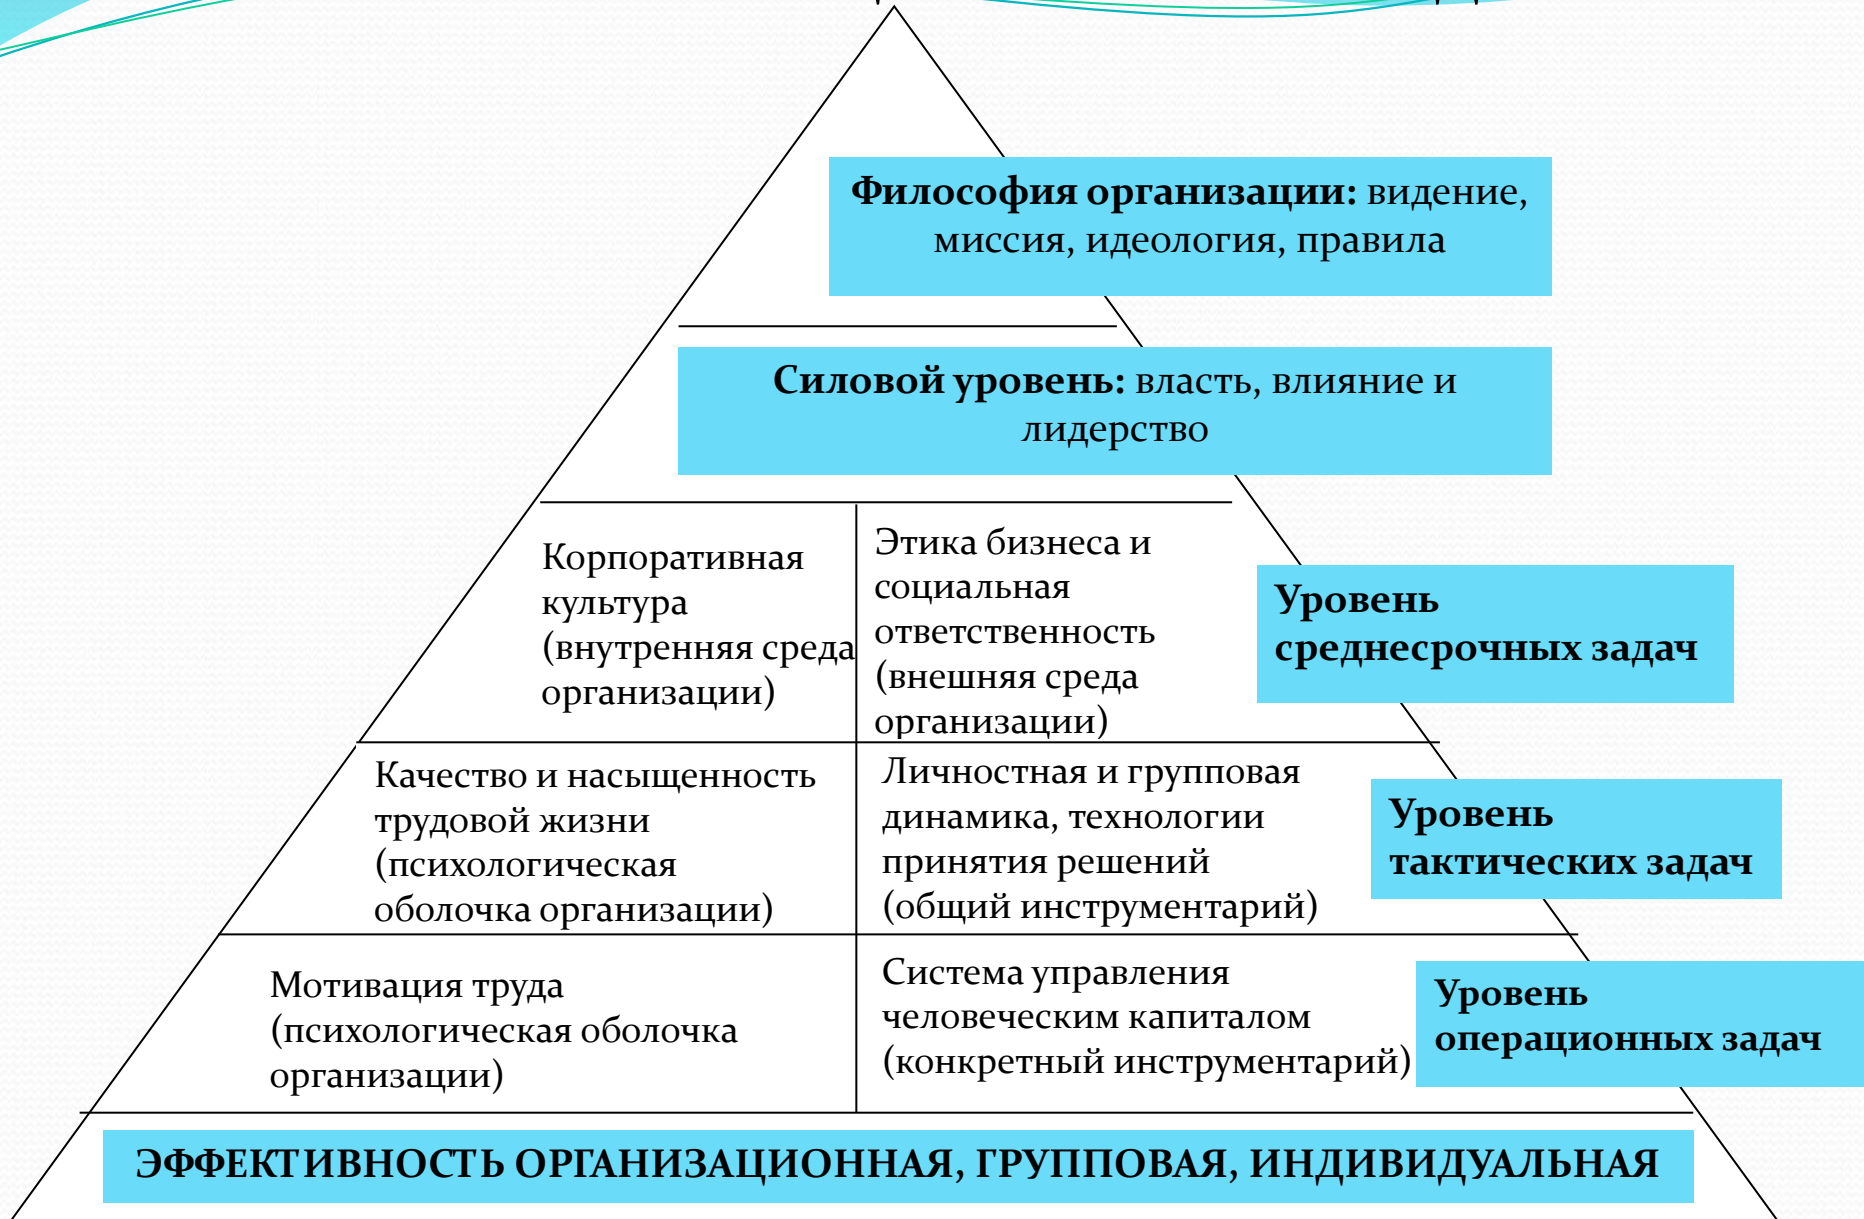 Философия организации: видение,
миссия, идеология, правила
Силовой уровень: власть, влияние и
лидерство
Корпоративная
культура
(внутренняя среда
организации)
Этика бизнеса и
социальная
ответственность
(внешняя среда
организации)
Уровень
среднесрочных задач
Качество и насыщенность
трудовой жизни
(психологическая
оболочка организации)
Личностная и групповая
динамика, технологии
принятия решений
(общий инструментарий)
Уровень
тактических задач
Мотивация труда
(психологическая оболочка
организации)
Система управления
человеческим капиталом
(конкретный инструментарий)
Уровень
операционных задач
ЭФФЕКТИВНОСТЬ ОРГАНИЗАЦИОННАЯ, ГРУППОВАЯ, ИНДИВИДУАЛЬНАЯ